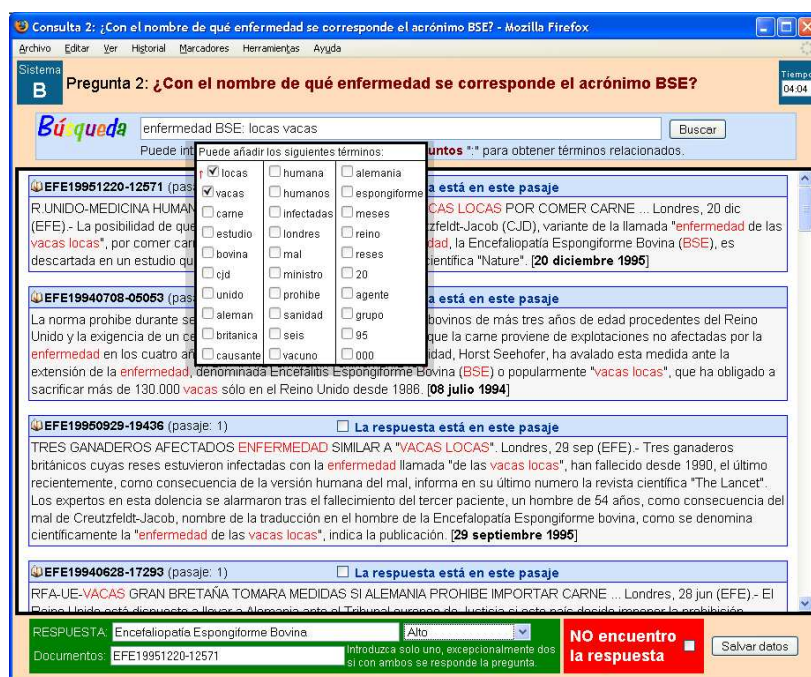 Consulta 2: ¿Con el nombre de qué enfermedad se corresponde el acrónimo BSE? - Mozilla Firefox
Archivo Editar Ver Historial Marcadores Herramientas Ayuda
Sistema
B
Pregunta 2: ¿Con el nombre de qué enfermedad se corresponde el acrónimo BSE?
Tiempo
04:04
Búsqueda
enfermedad BSE: locas vacas
Buscar
Puede int
untos ":" para obtener términos relacionados.
Puede añadir los siguientes términos:
locas humana alemania
vacas humanos espongiforme
carne infectadas meses
estudio londres reino
bovina mal reses
cjd ministro 20
unido prohibe agente
aleman sanidad grupo
britanica seis 95
causante vacuno 000
EFE19951220-12571 (pas a está en este pasaje
R.UNIDO-MEDICINA HUMAN CAS LOCAS POR COMER CARNE ... Londres, 20 dic
(EFE).- La posibilidad de que tzfeldt-Jacob (CJD), variante de la llamada "enfermedad de las
vacas locas", por comer carn dad, la Encefaliopatía Espongiforme Bovina (BSE), es
descartada en un estudio qu ientífica "Nature". [20 diciembre 1995]
EFE19940708-05053 (pas a está en este pasaje
La norma prohibe durante se bovinos de más tres años de edad procedentes del Reino
Unido y la exigencia de un ce que la carne proviene de explotaciones no afectadas por la
enfermedad en los cuatro añ idad, Horst Seehofer, ha avalado esta medida ante la
extensión de la enfermedad, denominada Encefalitis Espongiforme Bovina (BSE) o popularmente "vacas locas", que ha obligado a
sacrificar más de 130.000 vacas sólo en el Reino Unido desde 1986. [08 julio 1994]
EFE19950929-19436 (pasaje: 1) La respuesta está en este pasaje
TRES GANADEROS AFECTADOS ENFERMEDAD SIMILAR A "VACAS LOCAS". Londres, 29 sep (EFE).- Tres ganaderos
británicos cuyas reses estuvieron infectadas con la enfermedad llamada "de las vacas locas", han fallecido desde 1990, el último
recientemente, como consecuencia de la versión humana del mal, informa en su último numero la revista científica "The Lancet".
Los expertos en esta dolencia se alarmaron tras el fallecimiento del tercer paciente, un hombre de 54 años, como consecuencia del
mal de Creutzfeldt-Jacob, nombre de la traducción en el hombre de la Encefalopatía Espongiforme bovina, como se denomina
científicamente la "enfermedad de las vacas locas", indica la publicación. [29 septiembre 1995]
EFE19940628-17293 (pasaje: 1) La respuesta está en este pasaje
RFA-UE-VACAS GRAN BRETAÑA TOMARA MEDIDAS SI ALEMANIA PROHIBE IMPORTAR CARNE ... Londres, 28 jun (EFE).- El
Reino Unido está dispuesto a llevar a Alemania ante el Tribunal europeo de Justicia si este país decide imponer la prohibición
RESPUESTA: Encefaliopatía Espongiforme Bovina Alto
Documentos: EFE19951220-12571
Introduzca solo uno, excepcionalmente dos
si con ambos se responde la pregunta.
NO encuentro
la respuesta
Salvar datos